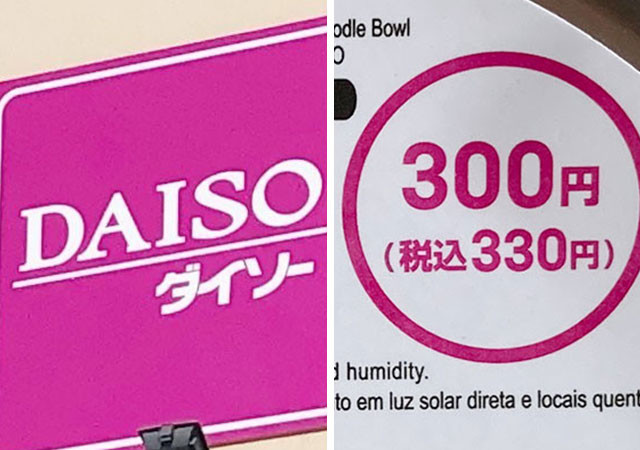 DAISO
ダイソー
odle Bowl
300円
(税込330円)
d humidity.
to em luz solar direta e locais quent